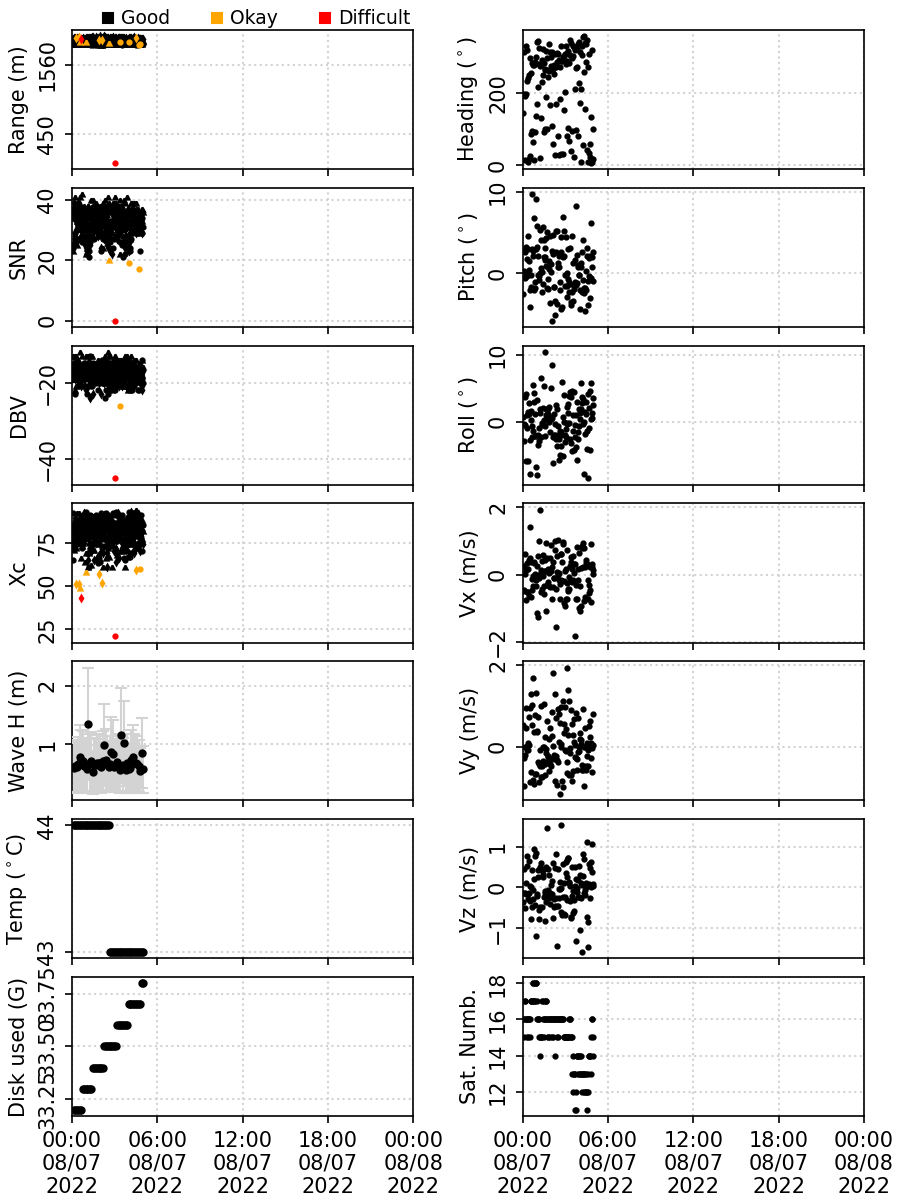 Good Okay Difficult
Range (m)
1560
450
Heading (°)
200
0
SNR
40
20
0
Pitch (°)
10
0
DBV
−20
−40
Roll (°)
10
0
Xc
75
50
25
Vx (m/s)
2
0
−2
Wave H (m)
2
1
Vy (m/s)
2
0
Temp (°C)
44
43
Vz (m/s)
1
0
−1
Disk used (G)
33.75
33.50
33.25
Sat. Numb.
18
16
14
12
00:00 06:00 12:00 18:00 00:00
08/07 08/07 08/07 08/07 08/08
2022 2022 2022 2022 2022
00:00 06:00 12:00 18:00 00:00
08/07 08/07 08/07 08/07 08/08
2022 2022 2022 2022 2022